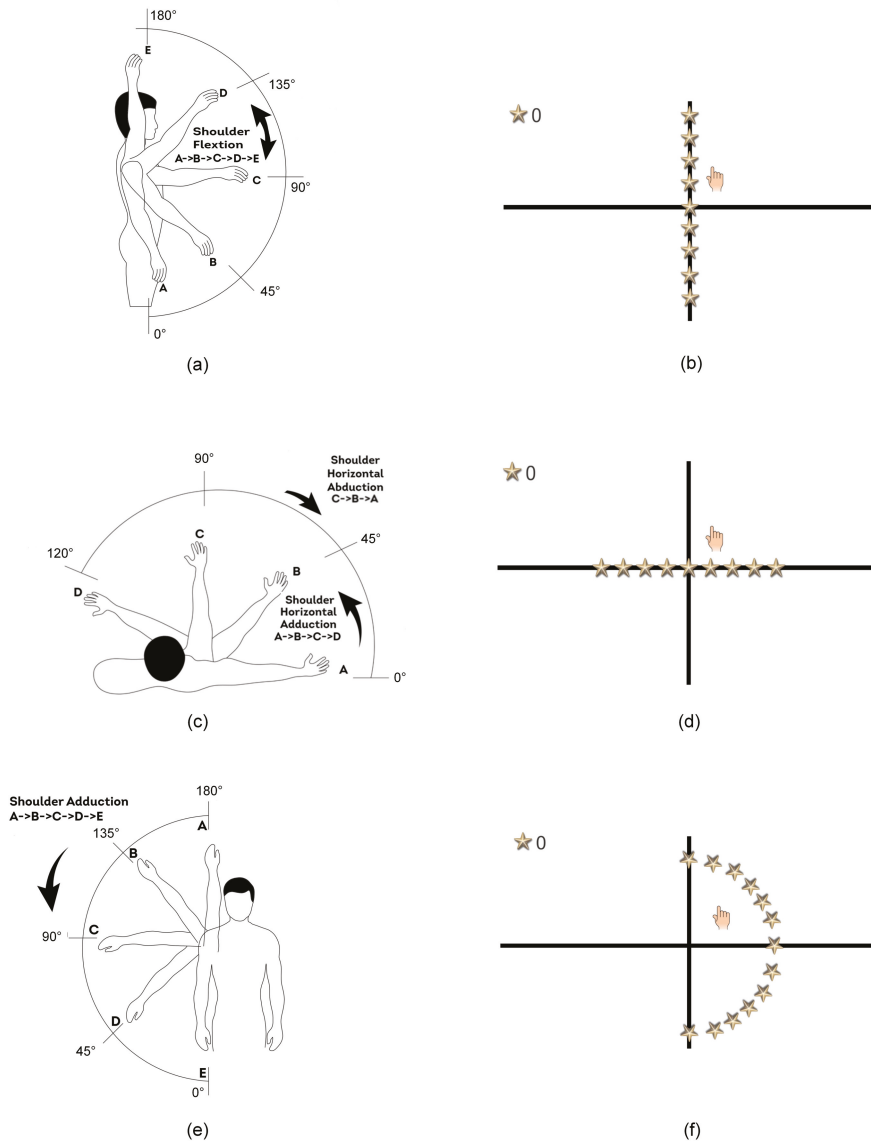 180°
E
135°
D
Shoulder
Flextion
A->B->C->D->E
C
90°
B
A
45°
0°
(a)
0
(b)
90°
Shoulder
Horizontal
Abduction
C->B->A
C
45°
120°
B
D
Shoulder
Horizontal
Adduction
A->B->C->D
A
0°
(c)
0
(d)
180°
Shoulder Adduction
A->B->C->D->E
A
135°
B
90°
C
D
45°
E
0°
(e)
0
(f)